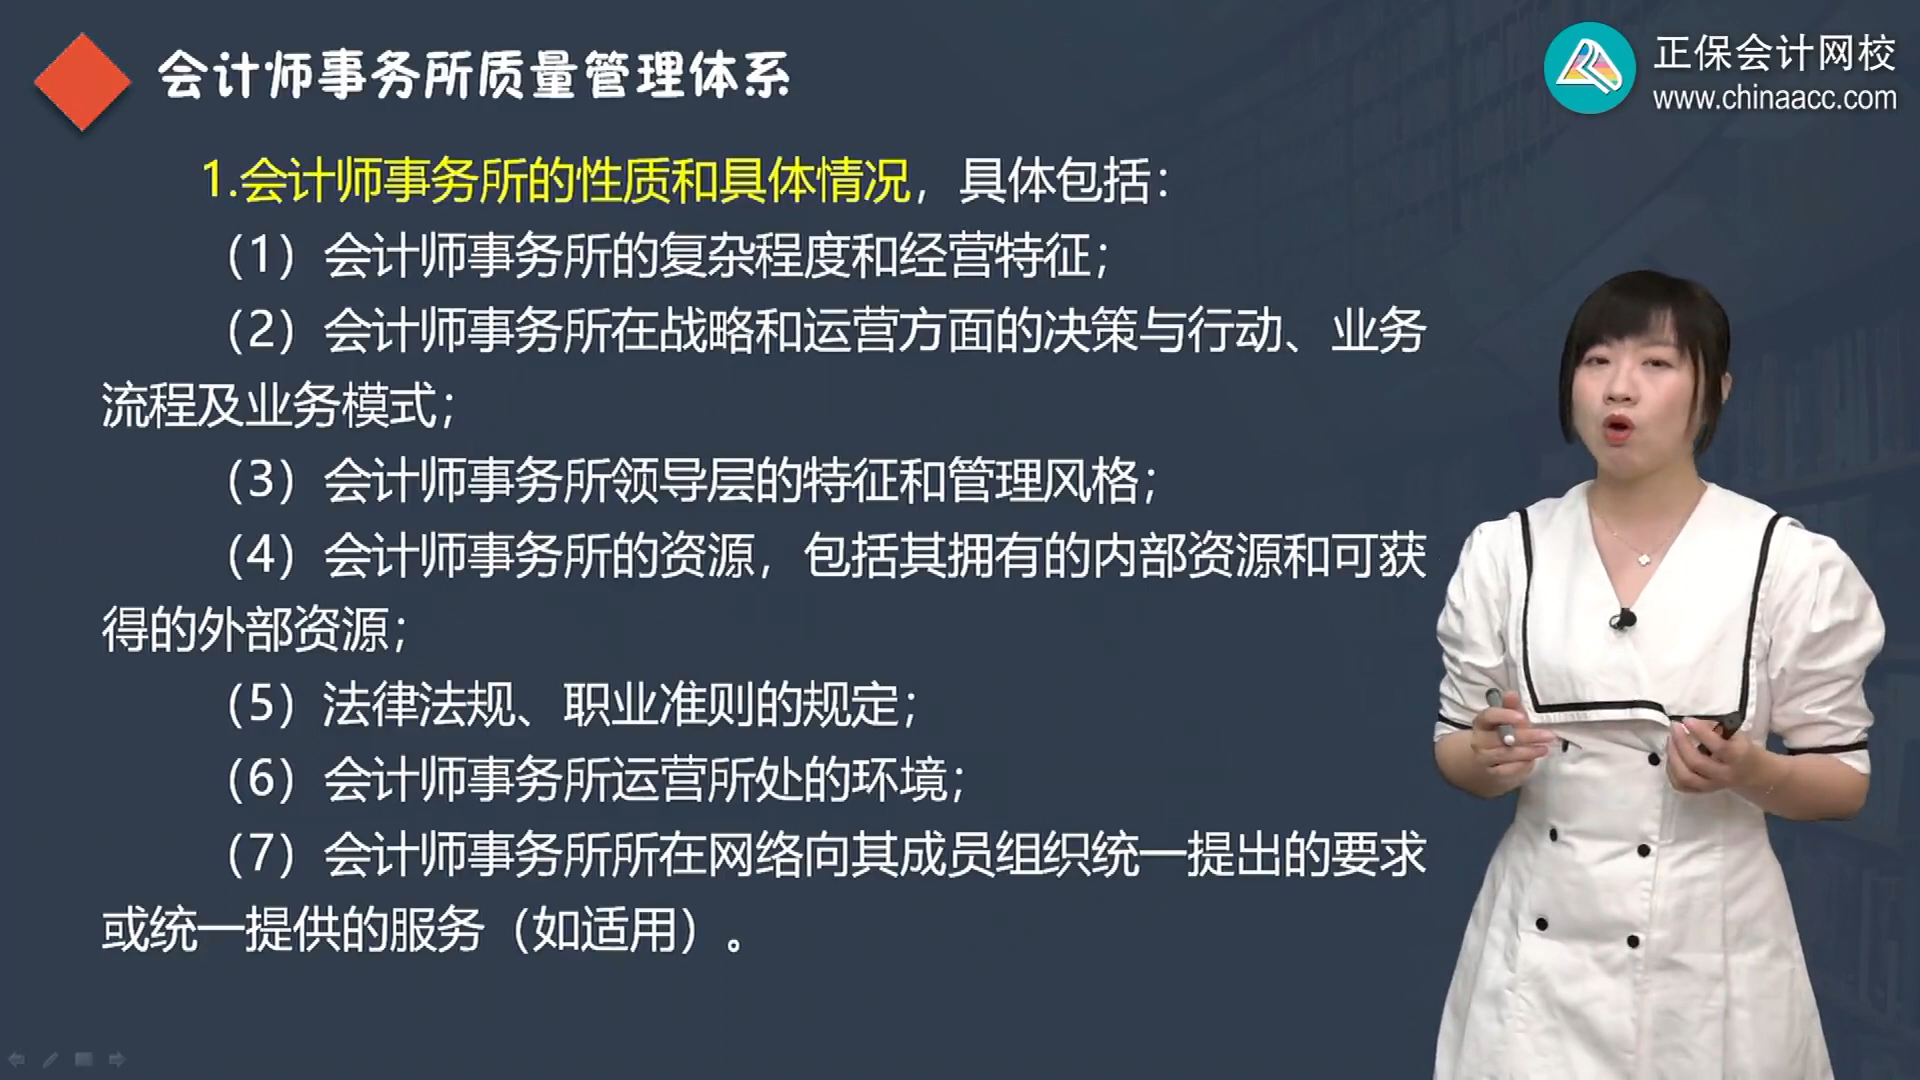 会计师事务所质量管理体系
正保会计网校
www.chinaacc.com
1.会计师事务所的性质和具体情况，具体包括：
（1）会计师事务所的复杂程度和经营特征；
（2）会计师事务所在战略和运营方面的决策与行动、业务
流程及业务模式；
（3）会计师事务所领导层的特征和管理风格；
（4）会计师事务所的资源，包括其拥有的内部资源和可获
得的外部资源；
（5）法律法规、职业准则的规定；
（6）会计师事务所运营所处的环境；
（7）会计师事务所所在网络向其成员组织统一提出的要求
或统一提供的服务（如适用）。